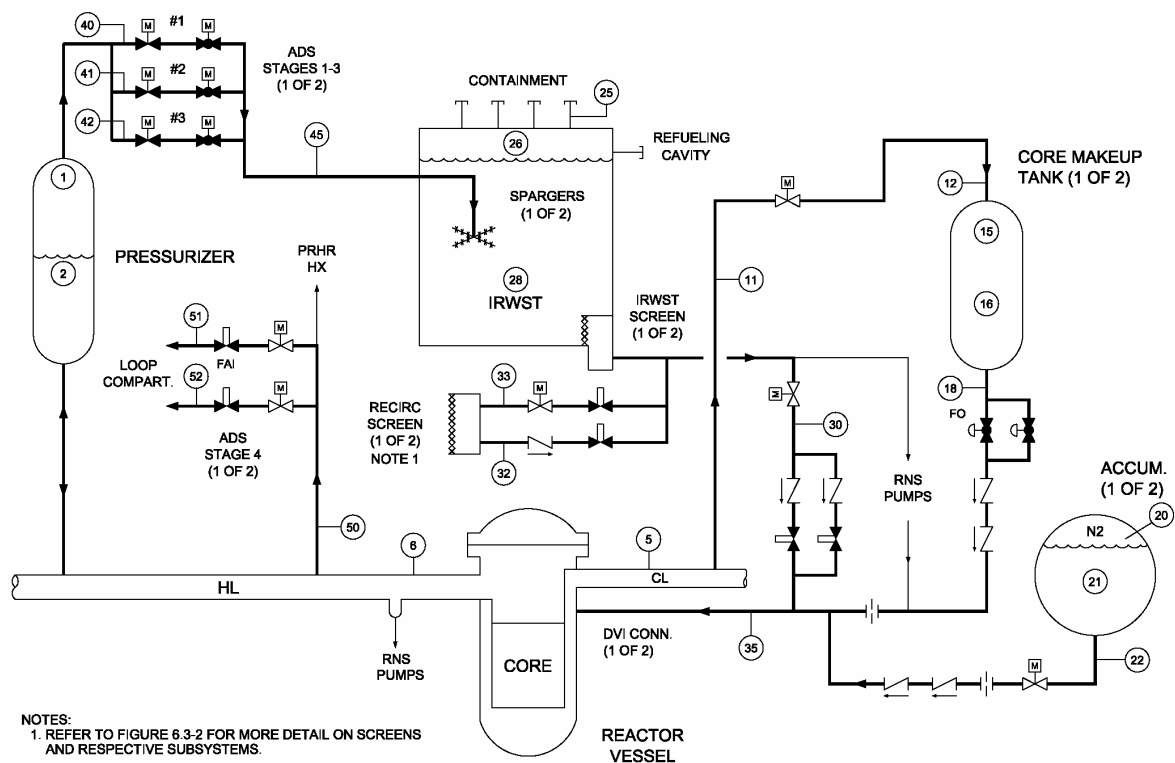 40
M
#1
M
41
M
#2
M
42
M
#3
M
ADS
STAGES 1-3
(1 OF 2)
45
1
2
PRESSURIZER
CONTAINMENT
25
26
REFUELING
CAVITY
SPARGERS
(1 OF 2)
28
IRWST
IRWST
SCREEN
(1 OF 2)
PRHR
HX
51
M
FAI
LOOP
COMPART.
52
M
ADS
STAGE 4
(1 OF 2)
50
33
M
RECIRC
SCREEN
(1 OF 2)
NOTE 1
32
M
11
12
CORE MAKEUP
TANK (1 OF 2)
15
16
18
FO
M
30
RNS
PUMPS
ACCUM.
(1 OF 2)
20
N2
21
22
M
6
HL
5
CL
RNS
PUMPS
CORE
DVI CONN.
(1 OF 2)
35
REACTOR
VESSEL
NOTES:
1. REFER TO FIGURE 6.3-2 FOR MORE DETAIL ON SCREENS
AND RESPECTIVE SUBSYSTEMS.